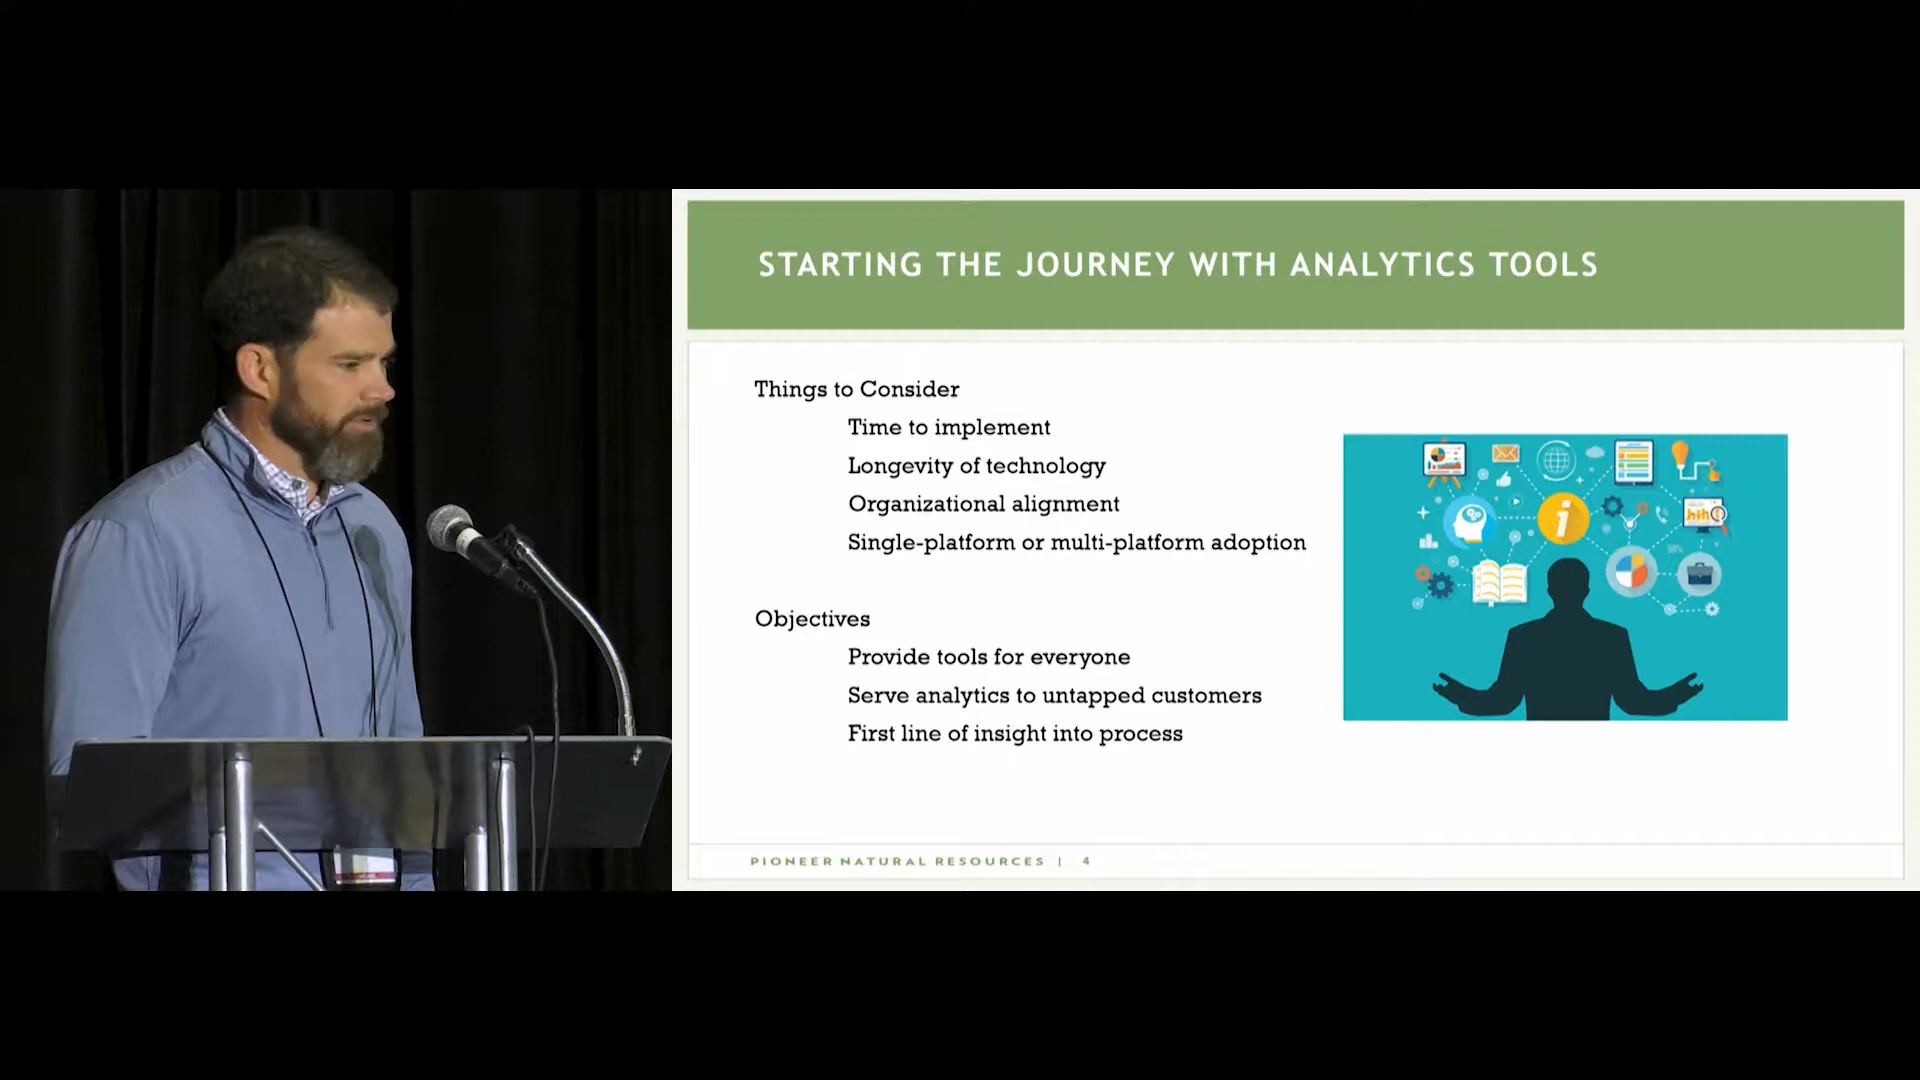 STARTING THE JOURNEY WITH ANALYTICS TOOLS
Things to Consider
Time to implement
Longevity of technology
Organizational alignment
Single-platform or multi-platform adoption
Objectives
Provide tools for everyone
Serve analytics to untapped customers
First line of insight into process
PIONEER NATURAL RESOURCES | 4